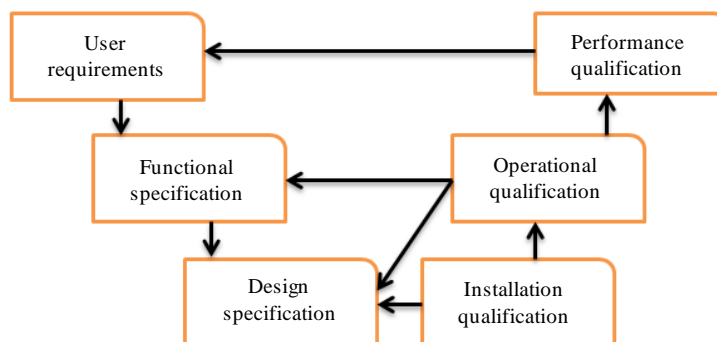 User
requirements
Performance
qualification
Functional
specification
Operational
qualification
Design
specification
Installation
qualification